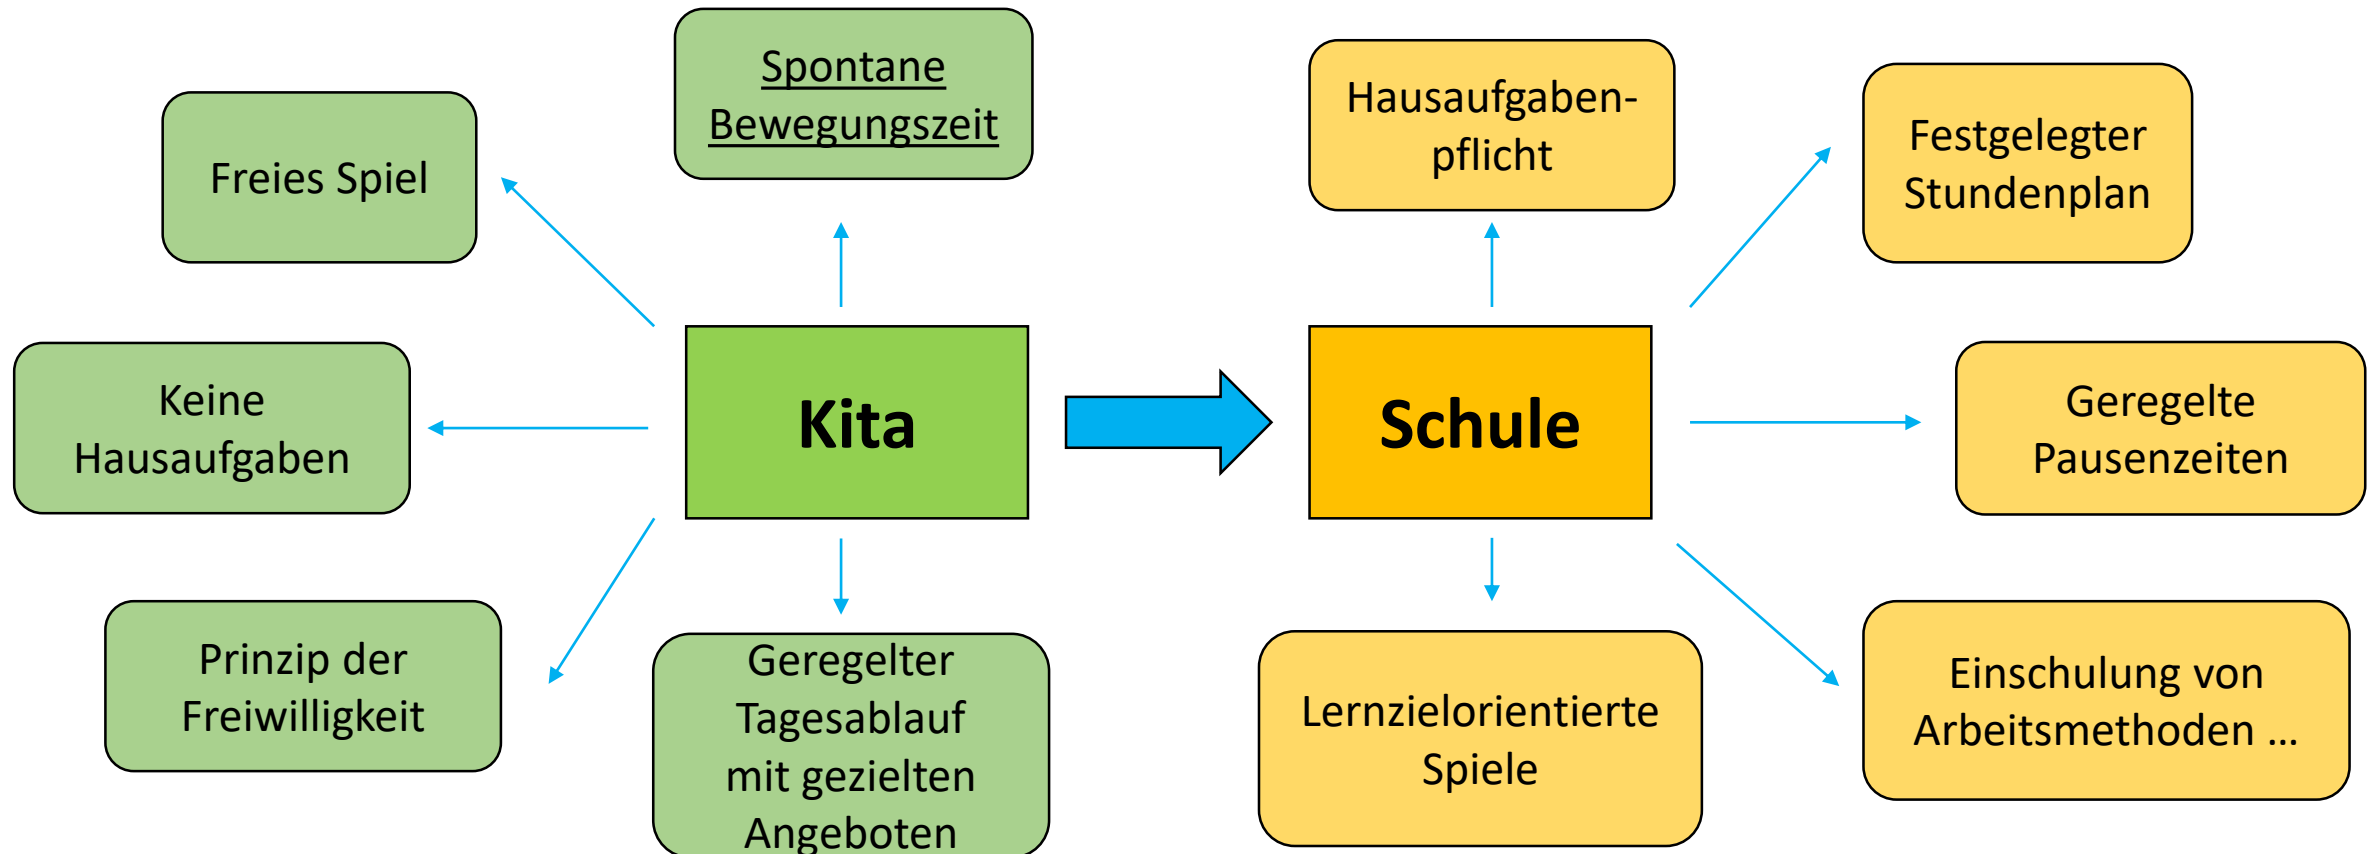 Spontane
Bewegungszeit
Freies Spiel
Keine
Hausaufgaben
Kita
Prinzip der
Freiwilligkeit
Geregelter
Tagesablauf
mit gezielten
Angeboten
Hausaufgaben-
pflicht
Festgelegter
Stundenplan
Schule
Geregelte
Pausenzeiten
Lernzielorientierte
Spiele
Einschulung von
Arbeitsmethoden ...